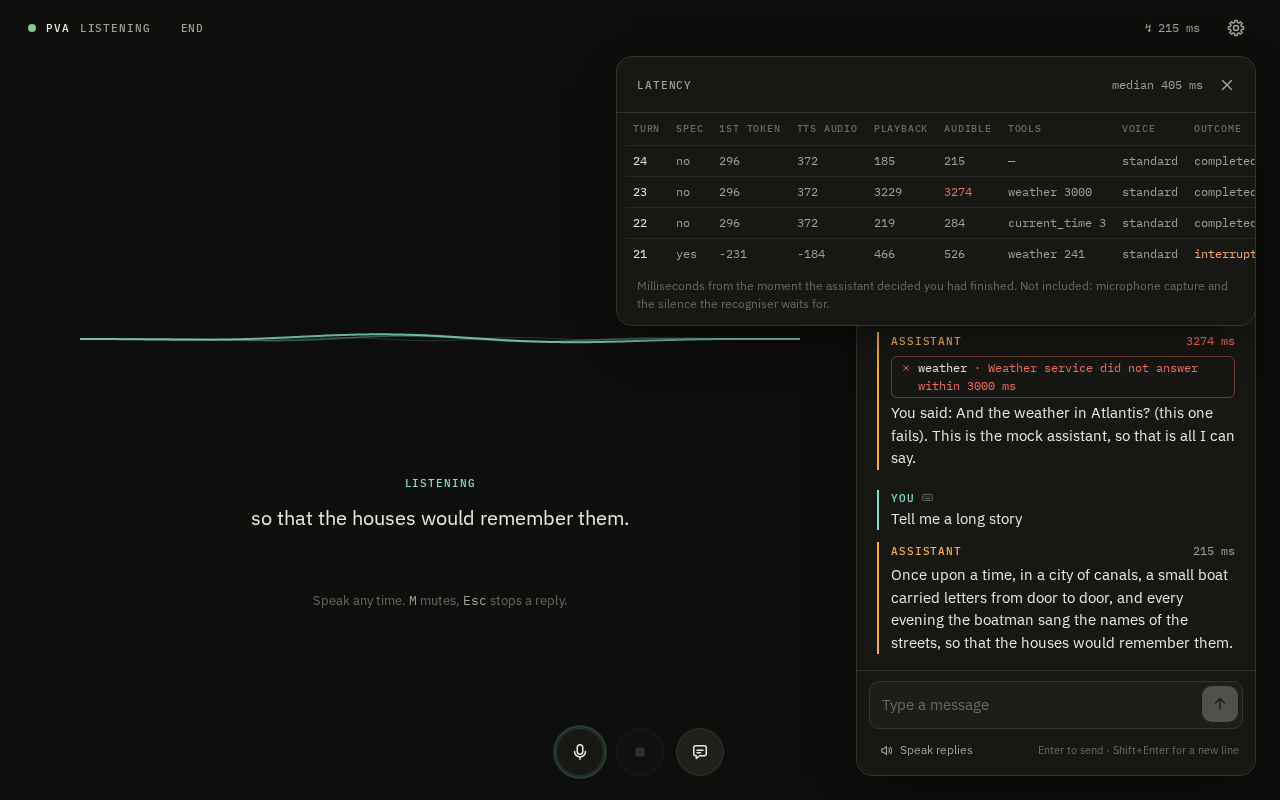 PVA LISTENING END
↯ 215 ms
LATENCY median 405 ms
TURN SPEC 1ST TOKEN TTS AUDIO PLAYBACK AUDIBLE TOOLS VOICE OUTCOME
24 no 296 372 185 215 — standard completed
23 no 296 372 3229 3274 weather 3000 standard completed
22 no 296 372 219 284 current_time 3 standard completed
21 yes -231 -184 466 526 weather 241 standard interrupt
Milliseconds from the moment the assistant decided you had finished. Not included: microphone capture and
the silence the recogniser waits for.
LISTENING
so that the houses would remember them.
Speak any time. M mutes, Esc stops a reply.
ASSISTANT 3274 ms
× weather · Weather service did not answer
within 3000 ms
You said: And the weather in Atlantis? (this one
fails). This is the mock assistant, so that is all I can
say.
YOU
Tell me a long story
ASSISTANT 215 ms
Once upon a time, in a city of canals, a small boat
carried letters from door to door, and every
evening the boatman sang the names of the
streets, so that the houses would remember them.
Type a message
Speak replies
Enter to send · Shift+Enter for a new line